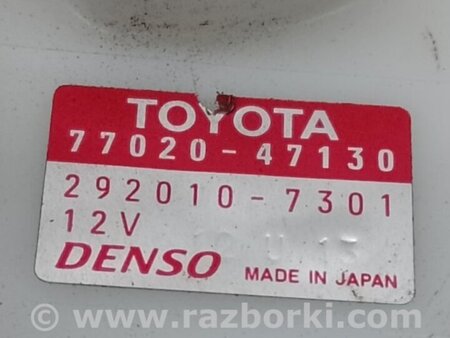 TOYOTA
77020-47130
292010-7301
12V
DENSO MADE IN JAPAN
© www.razborki.com